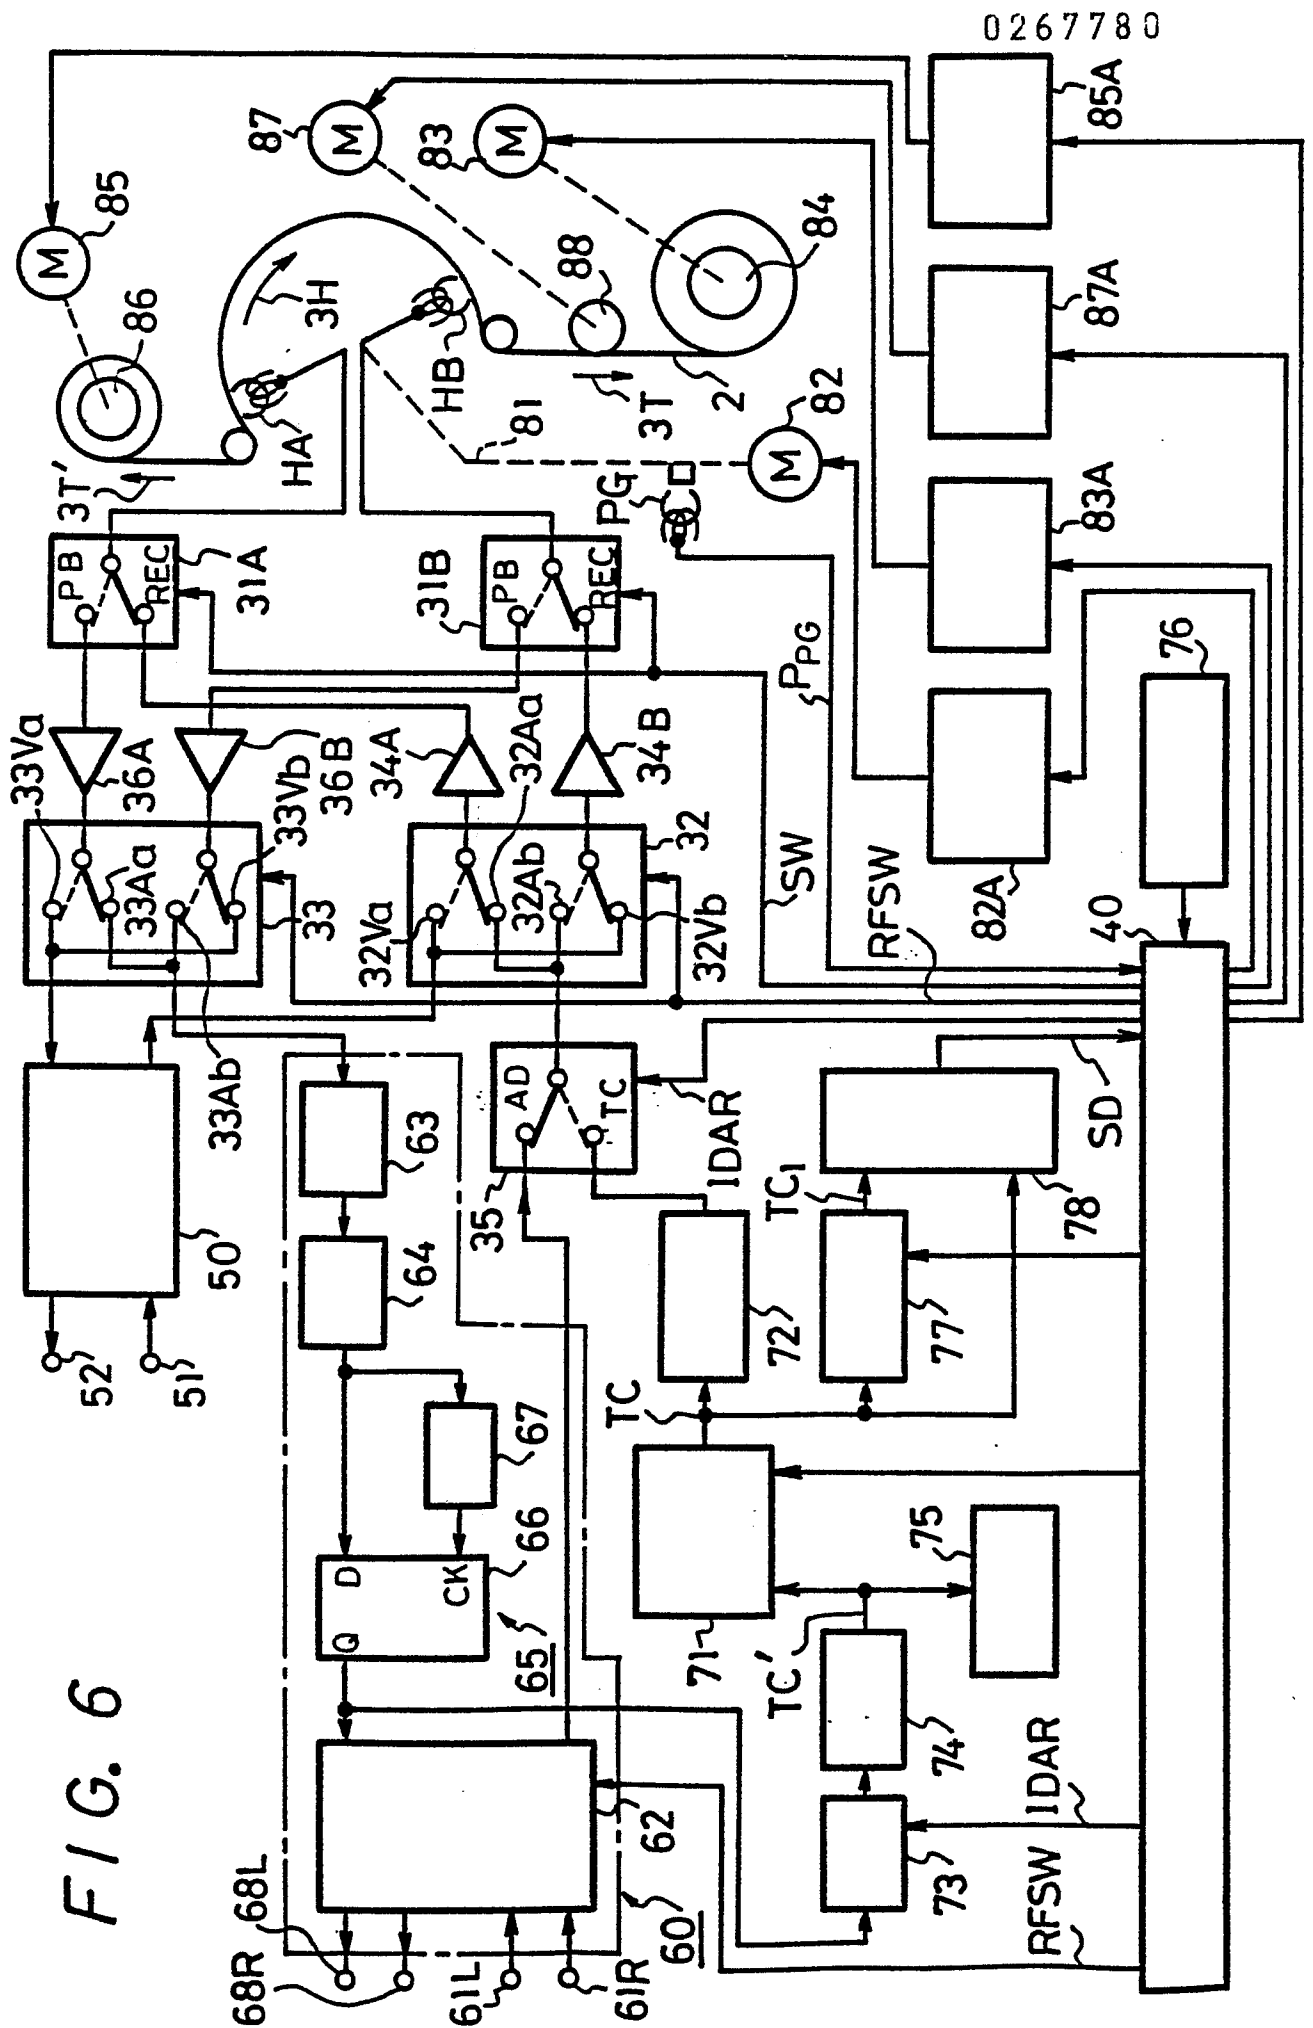 0267780
FIG. 6
68R
68L
61L
61R
60
62
65
66
67
64
63
D
Q
CK
52
51
50
33Ab
33Va
33Aa
33Vb
33
36A
36B
34A
34B
32Aa
32Ab
32Va
32Vb
32
35
AD
TC
IDAR
PB
REC
31A
PB
REC
31B
3T'
HA
HB
3H
86
M
85
M
87
M
83
88
84
2
3T
81
PG
M
82
PPG
SW
RFSW
85A
87A
83A
82A
76
40
SD
78
TC1
77
72
TC
71
75
TC'
74
73
IDAR
RFSW